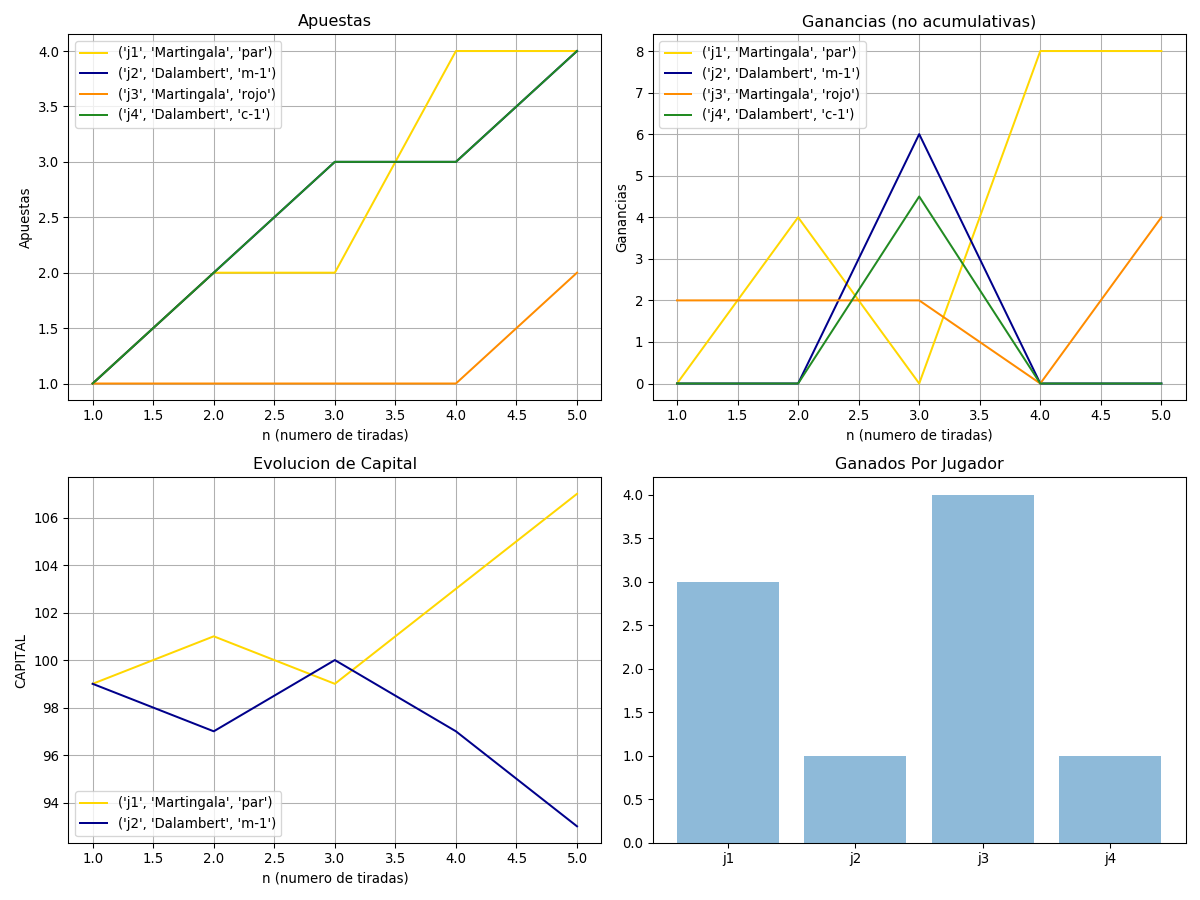 Apuestas
('j1', 'Martingala', 'par')
('j2', 'Dalambert', 'm-1')
('j3', 'Martingala', 'rojo')
('j4', 'Dalambert', 'c-1')
Apuestas
4.0
3.5
3.0
2.5
2.0
1.5
1.0
1.0 1.5 2.0 2.5 3.0 3.5 4.0 4.5 5.0
n (numero de tiradas)
Ganancias (no acumulativas)
('j1', 'Martingala', 'par')
('j2', 'Dalambert', 'm-1')
('j3', 'Martingala', 'rojo')
('j4', 'Dalambert', 'c-1')
Ganancias
8
7
6
5
4
3
2
1
0
1.0 1.5 2.0 2.5 3.0 3.5 4.0 4.5 5.0
n (numero de tiradas)
Evolucion de Capital
CAPITAL
106
104
102
100
98
96
94
('j1', 'Martingala', 'par')
('j2', 'Dalambert', 'm-1')
1.0 1.5 2.0 2.5 3.0 3.5 4.0 4.5 5.0
n (numero de tiradas)
Ganados Por Jugador
4.0
3.5
3.0
2.5
2.0
1.5
1.0
0.5
0.0
j1 j2 j3 j4